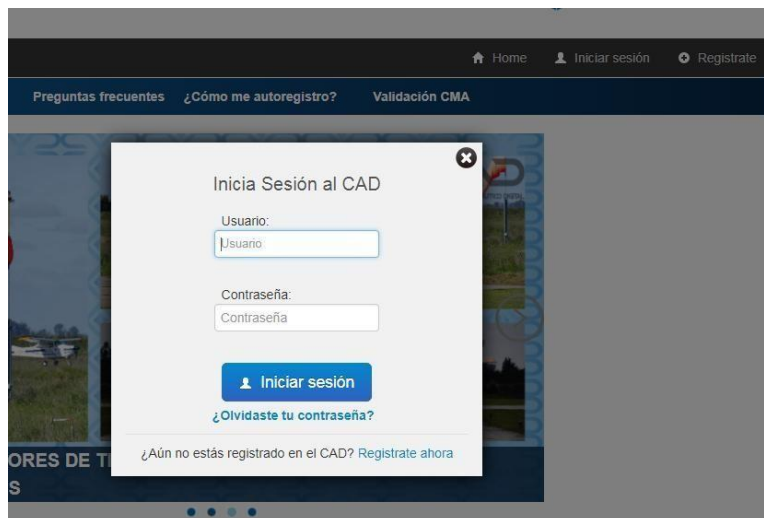 Home Iniciar sesión Registrate
Preguntas frecuentes ¿Cómo me autoregistro? Validación CMA
Inicia Sesión al CAD
Usuario:
Usuario
Contraseña:
Contraseña
Iniciar sesión
¿Olvidaste tu contraseña?
¿Aún no estás registrado en el CAD? Registrate ahora
ORES DE T
S